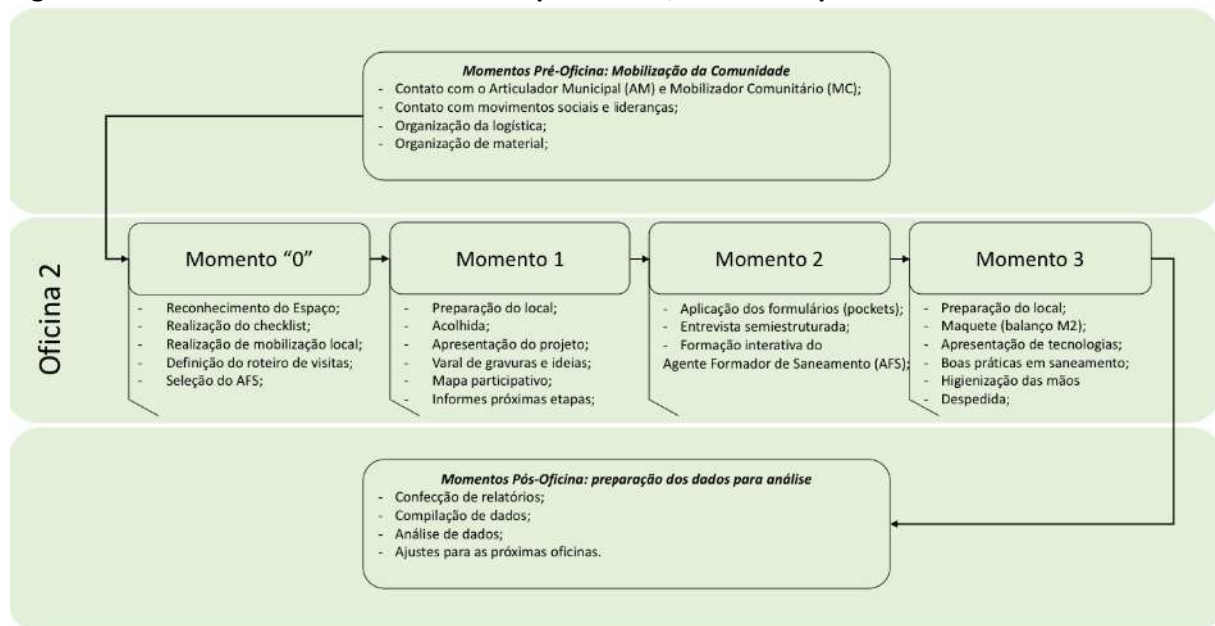 Momentos Pré-Oficina: Mobilização da Comunidade
- Contato com o Articulador Municipal (AM) e Mobilizador Comunitário (MC);
- Contato com movimentos sociais e lideranças;
- Organização da logística;
- Organização de material;
Oficina 2
Momento “0”
- Reconhecimento do Espaço;
- Realização do checklist;
- Realização de mobilização local;
- Definição do roteiro de visitas;
- Seleção do AFS;
Momento 1
- Preparação do local;
- Acolhida;
- Apresentação do projeto;
- Varal de gravuras e ideias;
- Mapa participativo;
- Informes próximas etapas;
Momento 2
- Aplicação dos formulários (pockets);
- Entrevista semiestruturada;
- Formação interativa do
Agente Formador de Saneamento (AFS);
Momento 3
- Preparação do local;
- Maquete (balanço M2);
- Apresentação de tecnologias;
- Boas práticas em saneamento;
- Higienização das mãos
- Despedida;
Momentos Pós-Oficina: preparação dos dados para análise
- Confecção de relatórios;
- Compilação de dados;
- Análise de dados;
- Ajustes para as próximas oficinas.